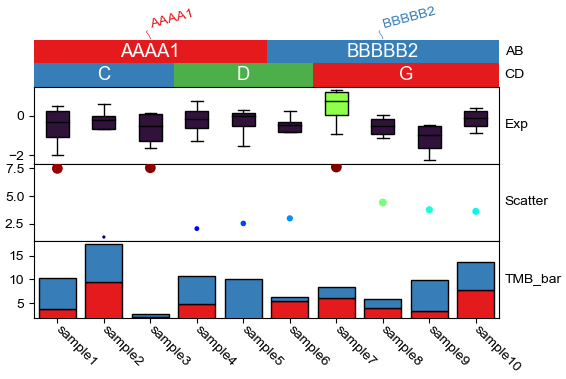 AAAA1 BBBBB2
AAAA1 BBBBB2 AB
C D G CD
0
−2
Exp
7.5
5.0
2.5
Scatter
15
10
5
TMB_bar
sample1 sample2 sample3 sample4 sample5 sample6 sample7 sample8 sample9 sample10